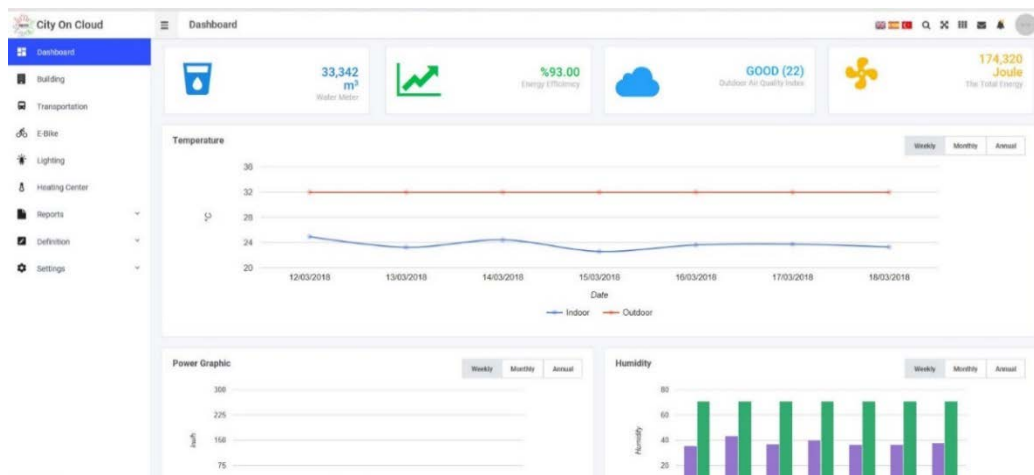 City On Cloud
Dashboard
Dashboard
Building
Transportation
E-Bike
Lighting
Heating Center
Reports
Definition
Settings
33,342
m³
Water Meter
%93.00
Energy Efficiency
GOOD (22)
Outdoor Air Quality Index
174,320
Joule
The Total Energy
Temperature
Weekly Monthly Annual
36
32
28
24
20
°C
12/03/2018 13/03/2018 14/03/2018 15/03/2018 16/03/2018 17/03/2018 18/03/2018
Date
Indoor Outdoor
Power Graphic
Weekly Monthly Annual
308
225
168
75
Humidity
Weekly Monthly Annual
80
60
40
20
Humidity